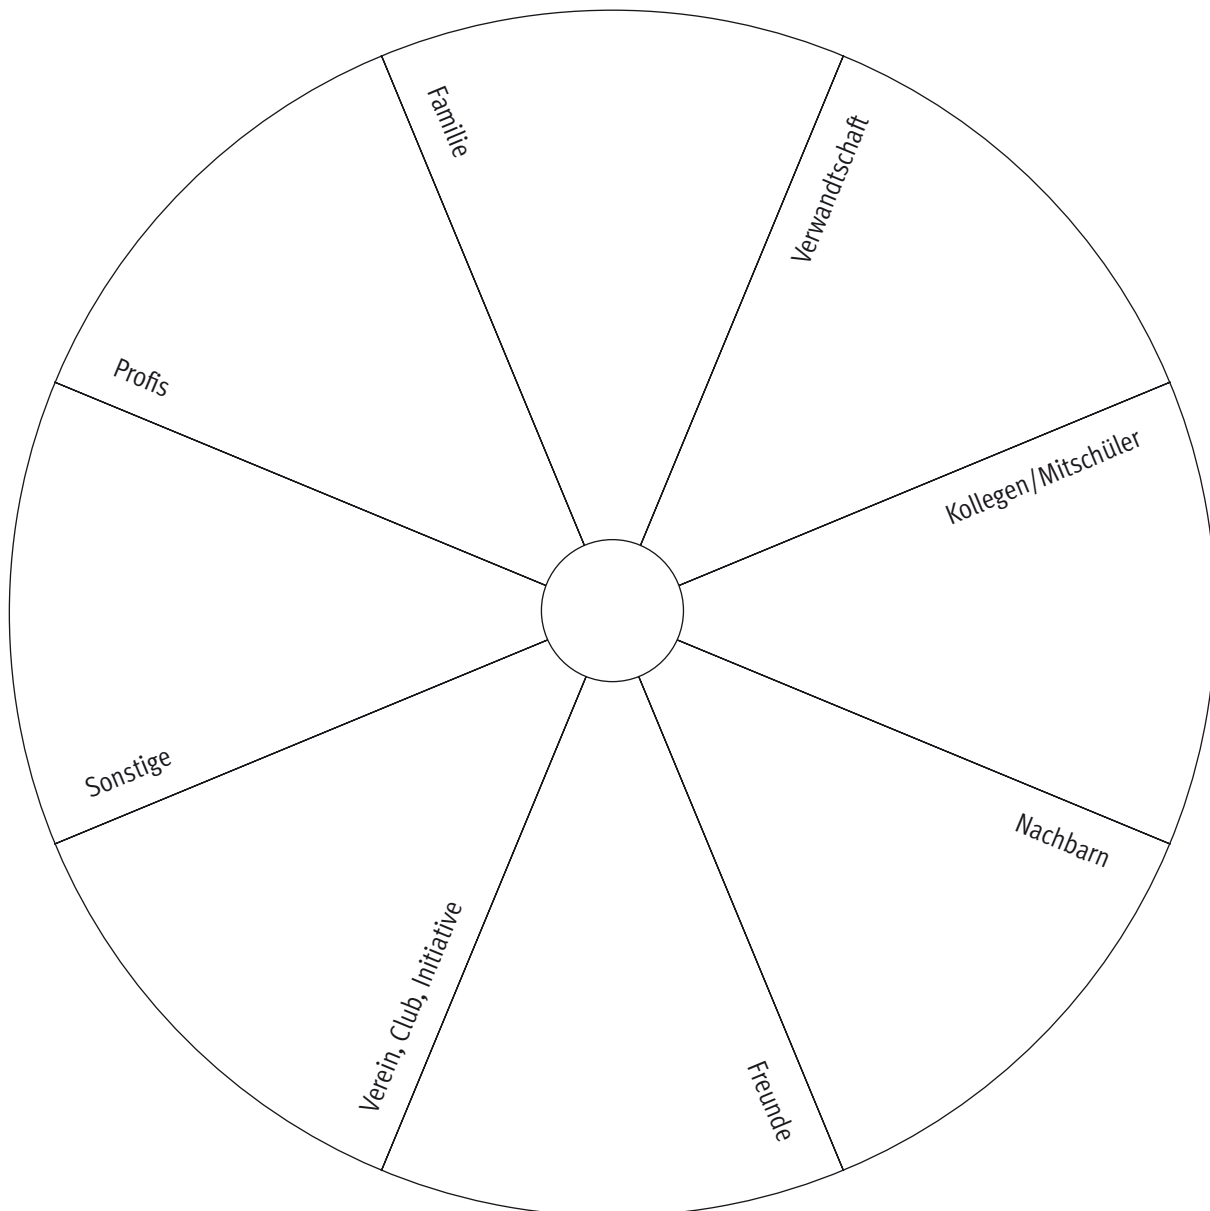 Familie
Verwandtschaft
Kollegen/Mitschüler
Nachbarn
Freunde
Verein, Club, Initiative
Sonstige
Profis